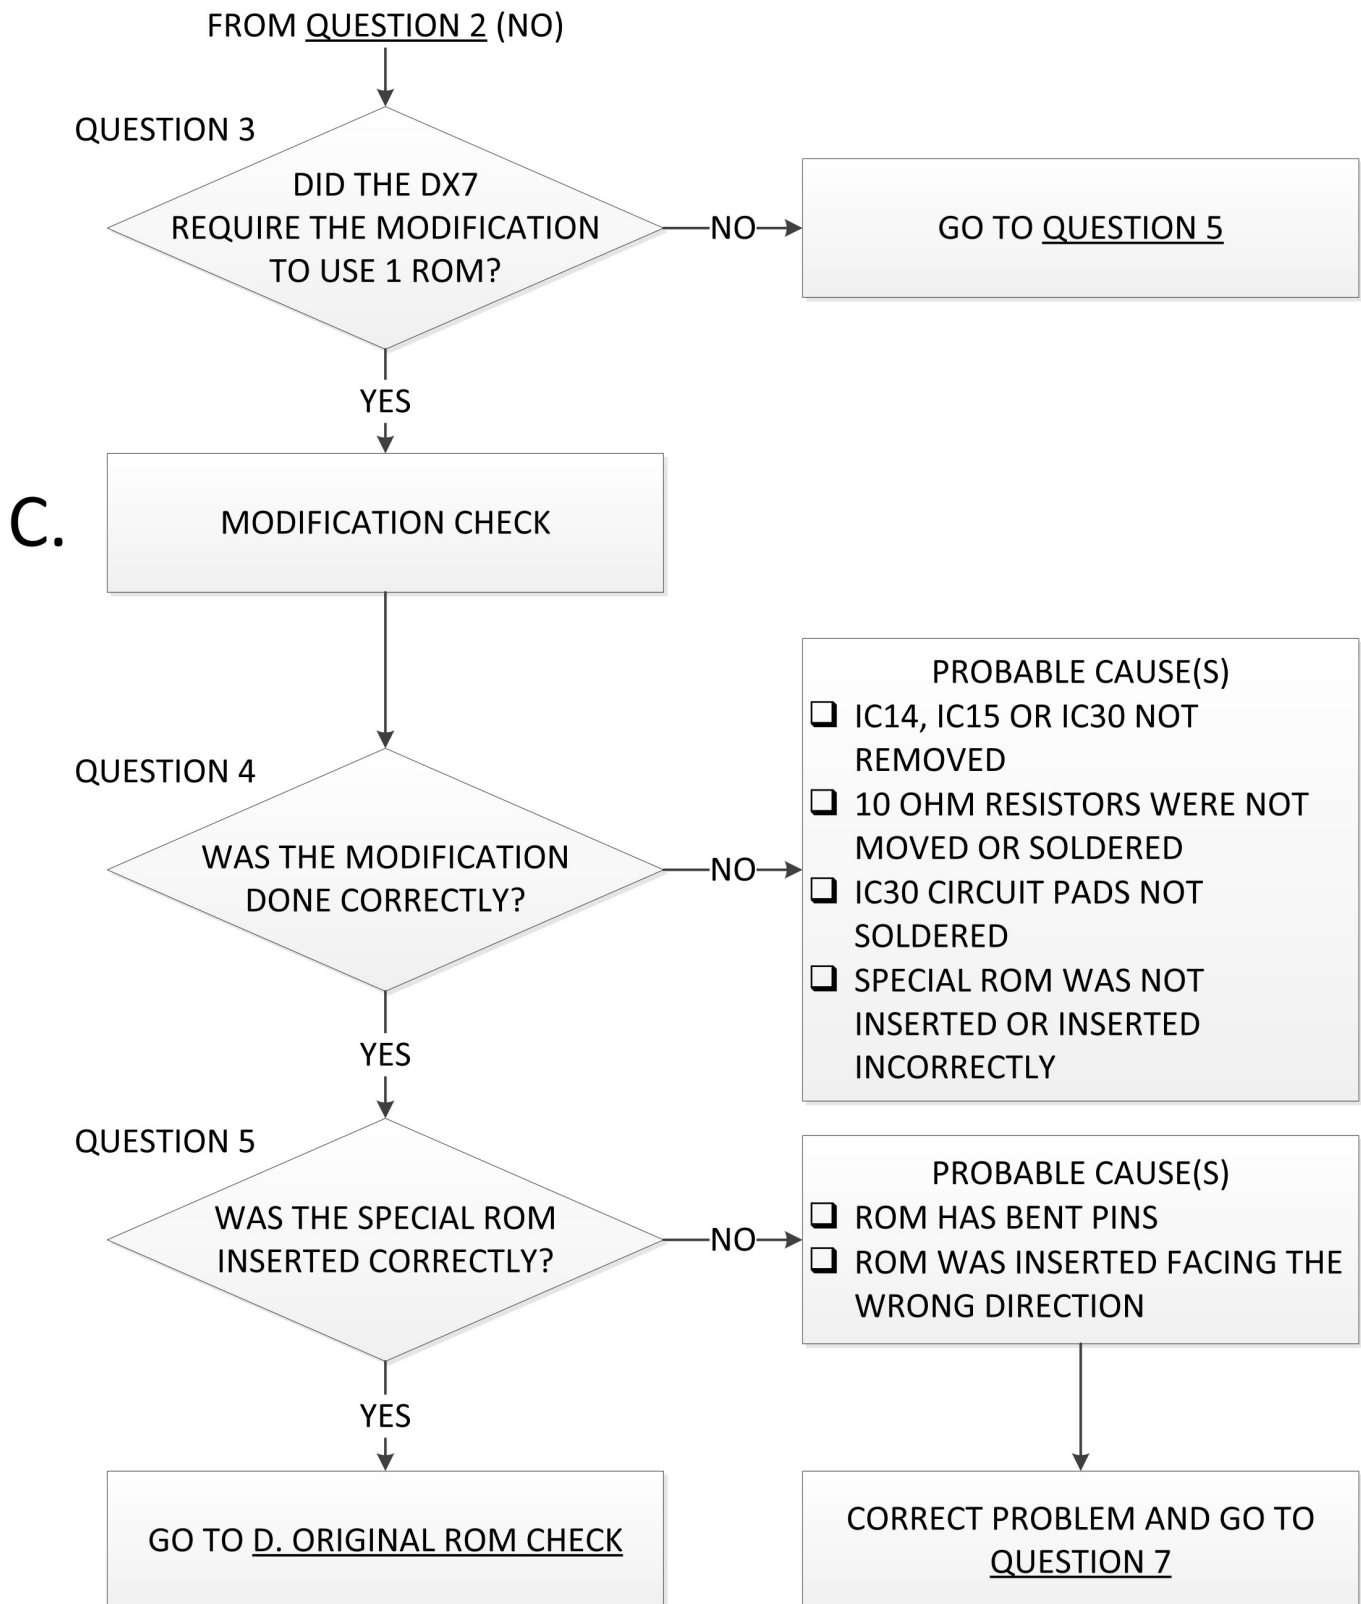 FROM QUESTION 2 (NO)
QUESTION 3
DID THE DX7
REQUIRE THE MODIFICATION
TO USE 1 ROM?
NO
GO TO QUESTION 5
YES
C.
MODIFICATION CHECK
QUESTION 4
WAS THE MODIFICATION
DONE CORRECTLY?
NO
PROBABLE CAUSE(S)
❑ IC14, IC15 OR IC30 NOT
REMOVED
❑ 10 OHM RESISTORS WERE NOT
MOVED OR SOLDERED
❑ IC30 CIRCUIT PADS NOT
SOLDERED
❑ SPECIAL ROM WAS NOT
INSERTED OR INSERTED
INCORRECTLY
YES
QUESTION 5
WAS THE SPECIAL ROM
INSERTED CORRECTLY?
NO
PROBABLE CAUSE(S)
❑ ROM HAS BENT PINS
❑ ROM WAS INSERTED FACING THE
WRONG DIRECTION
YES
GO TO D. ORIGINAL ROM CHECK
CORRECT PROBLEM AND GO TO
QUESTION 7